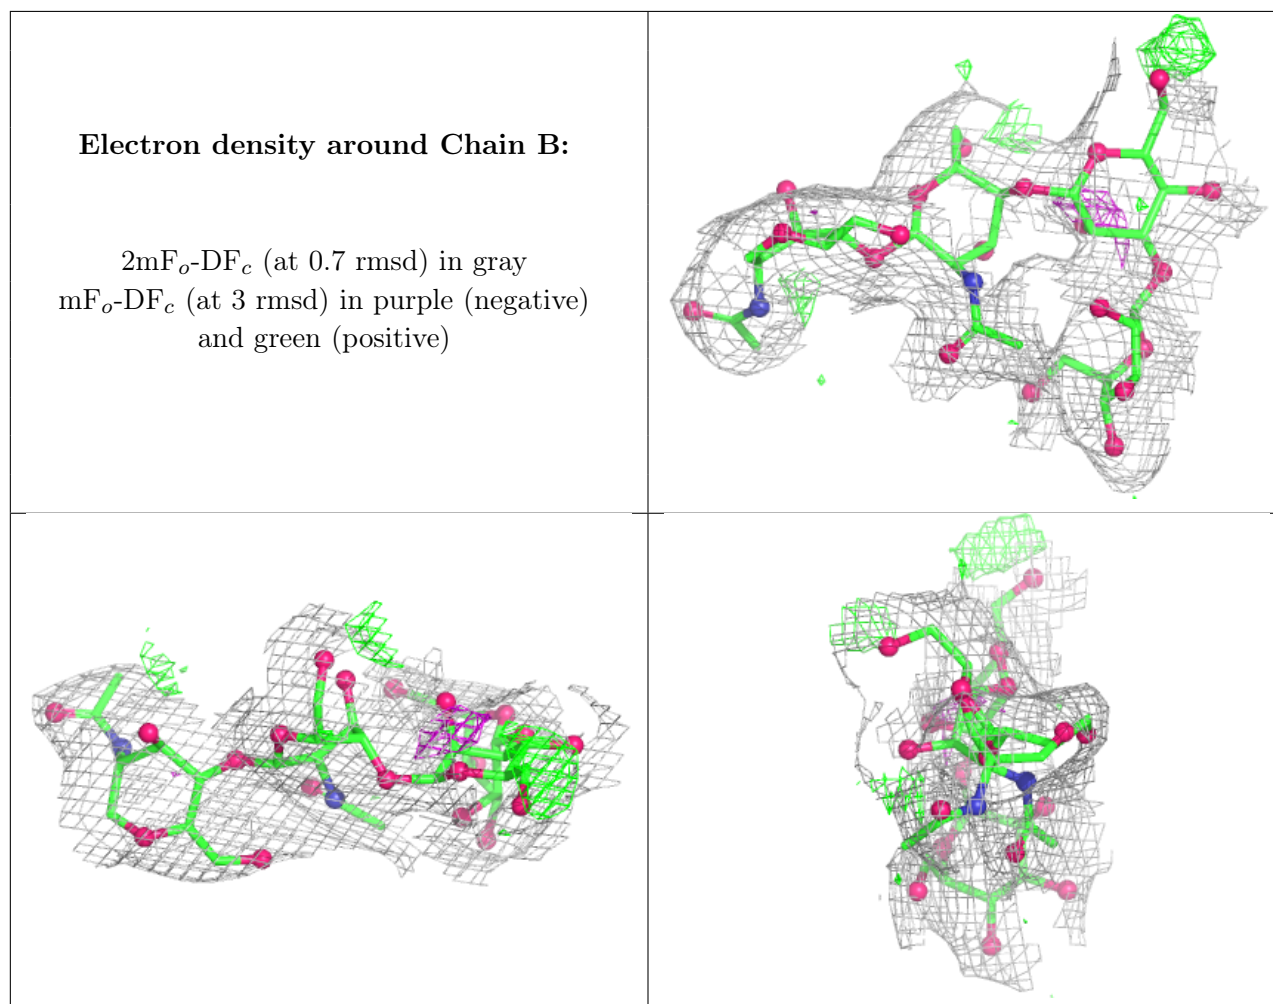 Electron density around Chain B:
2mFo-DFc (at 0.7 rmsd) in gray
mFo-DFc (at 3 rmsd) in purple (negative)
and green (positive)